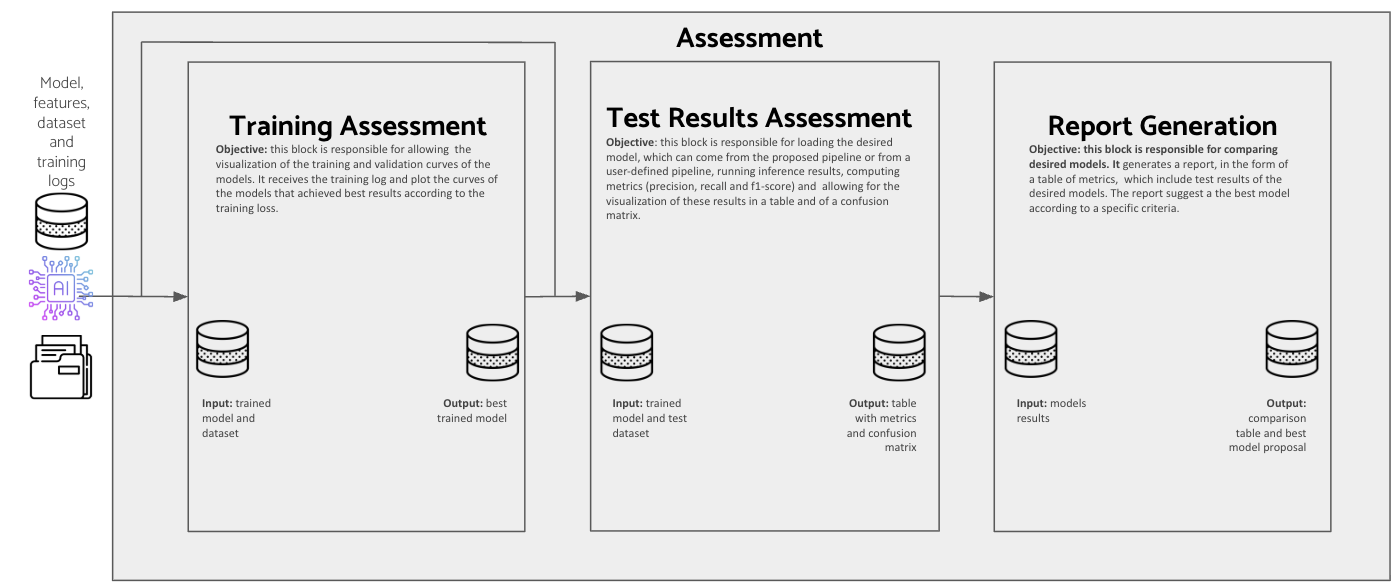 Assessment
Model,
features,
dataset
and
training
logs
AI
Training Assessment
Objective: this block is responsible for allowing  the
visualization of the training and validation curves of the
models. It receives the training log and plot the curves of
the models that achieved best results according to the
training loss.
Input: trained
model and
dataset
Output: best
trained model
Test Results Assessment
Objective: this block is responsible for loading the desired
model, which can come from the proposed pipeline or from a
user-defined pipeline, running inference results, computing
metrics (precision, recall and f1-score) and  allowing for the
visualization of these results in a table and of a confusion
matrix.
Input: trained
model and test
dataset
Output: table
with metrics
and confusion
matrix
Report Generation
Objective: this block is responsible for comparing
desired models. It generates a report, in the form of
a table of metrics,  which include test results of the
desired models. The report suggest a the best model
according to a specific criteria.
Input: models
results
Output:
comparison
table and best
model proposal